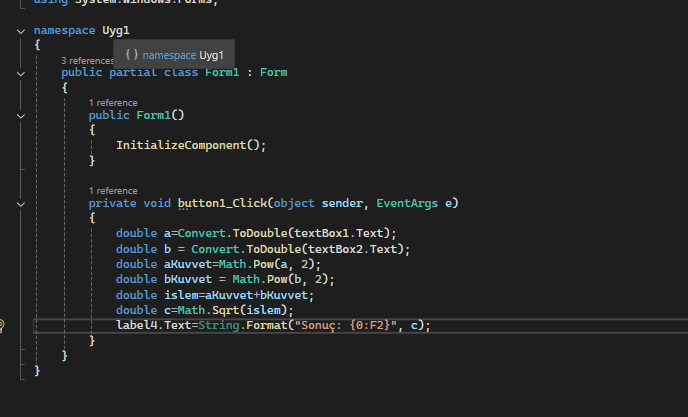 using System.Windows.Forms;
namespace Uyg1
{
{ } namespace Uyg1
3 references
public partial class Form1 : Form
{
1 reference
public Form1()
{
InitializeComponent();
}
1 reference
private void button1_Click(object sender, EventArgs e)
{
double a=Convert.ToDouble(textBox1.Text);
double b = Convert.ToDouble(textBox2.Text);
double aKuvvet=Math.Pow(a, 2);
double bKuvvet = Math.Pow(b, 2);
double islem=aKuvvet+bKuvvet;
double c=Math.Sqrt(islem);
label4.Text=String.Format("Sonuç: {0:F2}", c);
}
}
}